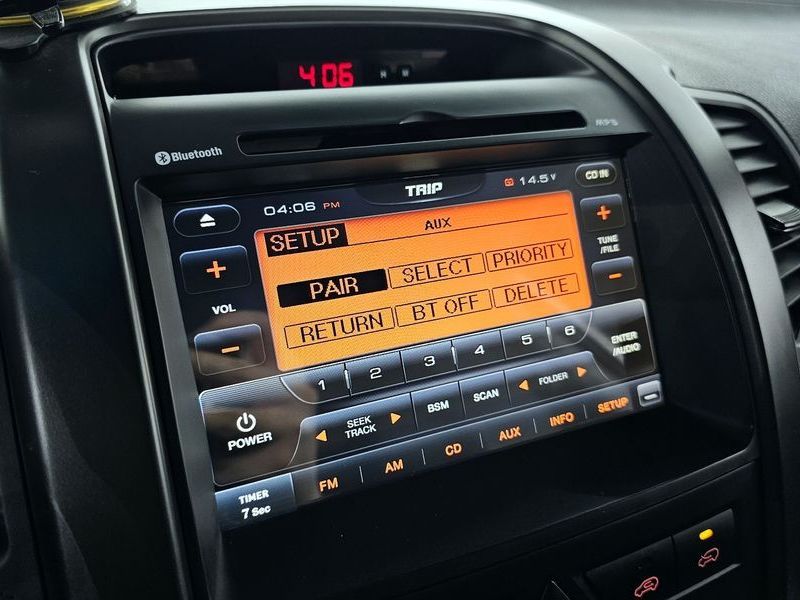 4:06
MP3
Bluetooth
TRIP
04:06 PM
14.5 V
CD IN
AUX
SETUP
PAIR SELECT PRIORITY
RETURN BT OFF DELETE
+
VOL
-
+
TUNE
/FILE
-
1 2 3 4 5 6
ENTER
/AUDIO
POWER
SEEK
TRACK
BSM
SCAN
FOLDER
FM AM CD AUX INFO SETUP
TIMER
7 Sec